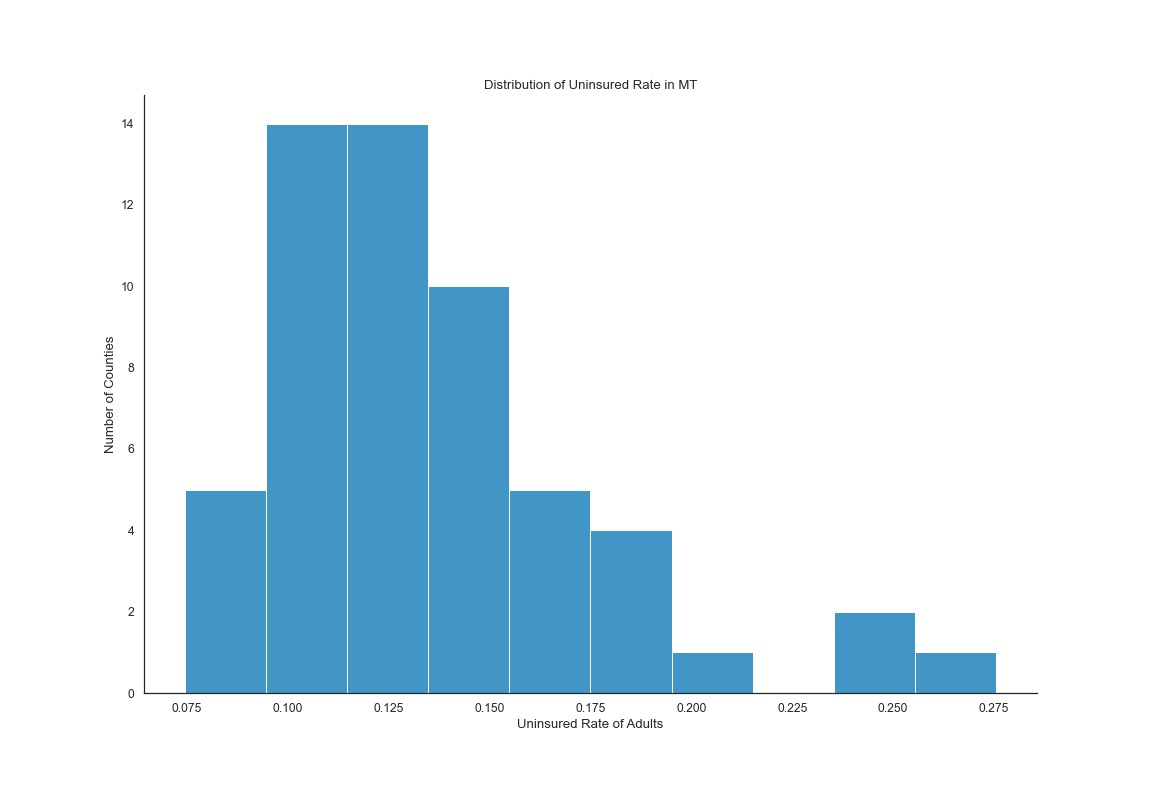 Distribution of Uninsured Rate in MT
14
12
10
8
6
4
2
0
Number of Counties
0.075 0.100 0.125 0.150 0.175 0.200 0.225 0.250 0.275
Uninsured Rate of Adults